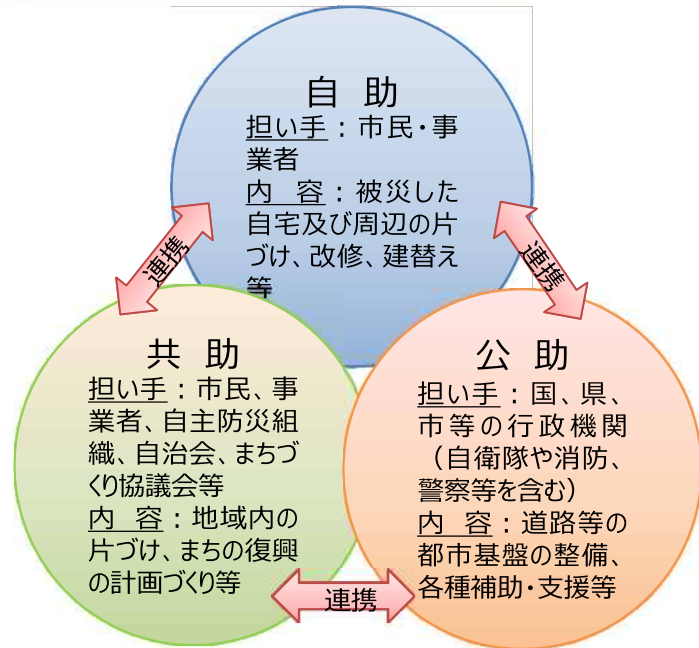 自 助
担い手：市民・事
業者
内 容：被災した
自宅及び周辺の片
づけ、改修、建替え
等
連携
連携
共 助
担い手：市民、事
業者、自主防災組
織、自治会、まちづ
くり協議会等
内 容：地域内の
片づけ、まちの復興
の計画づくり等
公 助
担い手：国、県、
市等の行政機関
（自衛隊や消防、
警察等を含む）
内 容：道路等の
都市基盤の整備、
各種補助・支援等
連携